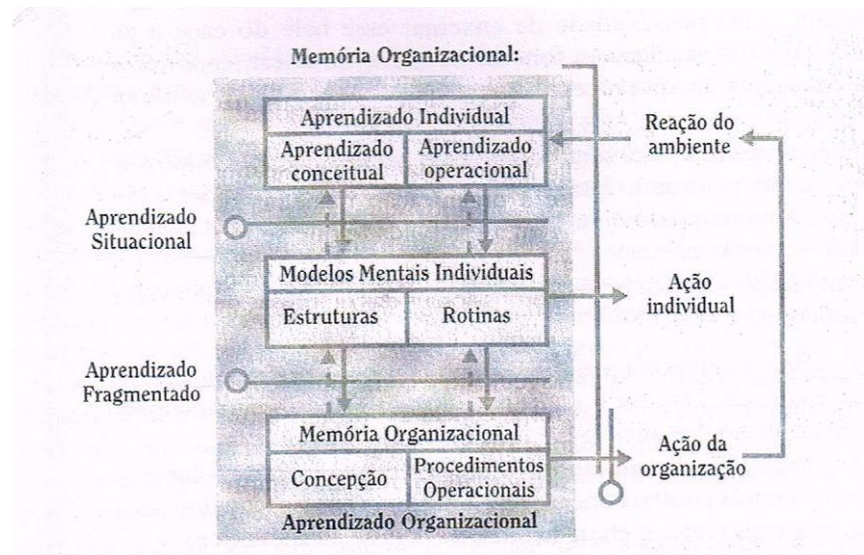 Memória Organizacional:
Aprendizado Individual
Aprendizado
conceitual
Aprendizado
operacional
Reação do
ambiente
Aprendizado
Situacional
Modelos Mentais Individuais
Estruturas
Rotinas
Ação
individual
Aprendizado
Fragmentado
Memória Organizacional
Concepção
Procedimentos
Operacionais
Ação da
organização
Aprendizado Organizacional